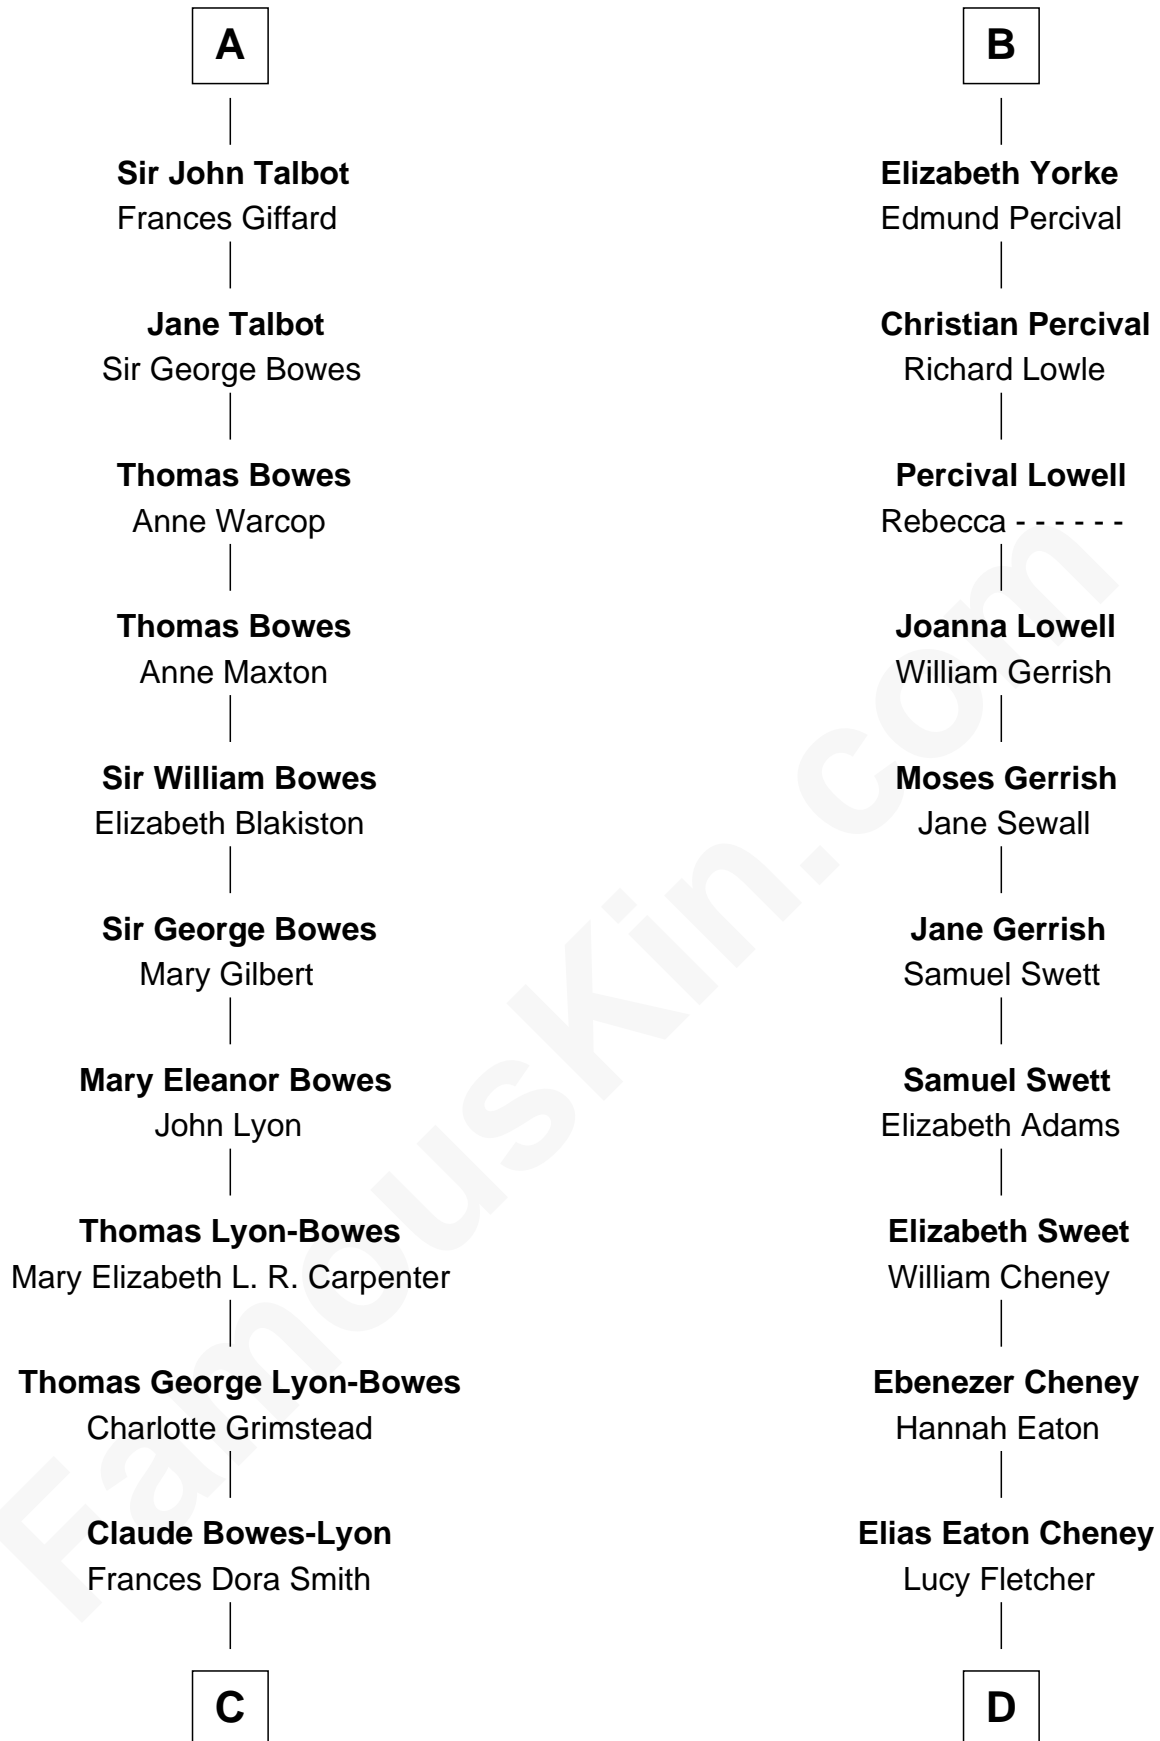 A
Sir John Talbot
Frances Giffard
Jane Talbot
Sir George Bowes
Thomas Bowes
Anne Warcop
Thomas Bowes
Anne Maxton
Sir William Bowes
Elizabeth Blakiston
Sir George Bowes
Mary Gilbert
Mary Eleanor Bowes
John Lyon
Thomas Lyon-Bowes
Mary Elizabeth L. R. Carpenter
Thomas George Lyon-Bowes
Charlotte Grimstead
Claude Bowes-Lyon
Frances Dora Smith
C
B
Elizabeth Yorke
Edmund Percival
Christian Percival
Richard Lowle
Percival Lowell
Rebecca - - - - - -
Joanna Lowell
William Gerrish
Moses Gerrish
Jane Sewall
Jane Gerrish
Samuel Swett
Samuel Swett
Elizabeth Adams
Elizabeth Sweet
William Cheney
Ebenezer Cheney
Hannah Eaton
Elias Eaton Cheney
Lucy Fletcher
D
FamousKin.com